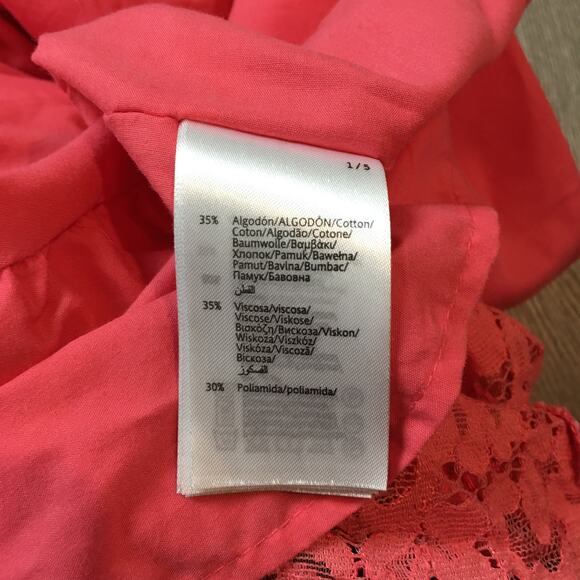 1/5
35% Algodón/ALGODÓN/Cotton/
Coton/Algodão/Cotone/
Baumwolle/Βαμβάκι/
Хлопок/Pamuk/Bawełna/
Pamut/Bavlna/Bumbac/
Памук/Бавовна
القطن
35% Viscosa/viscosa/
Viscose/Viskose/
Βισκόζη/Вискоза/Viskon/
Wiskoza/Viszkóz/
Viskóza/Viscoză/
Віскоза/
الفسكوز
30% Poliamida/poliamida/